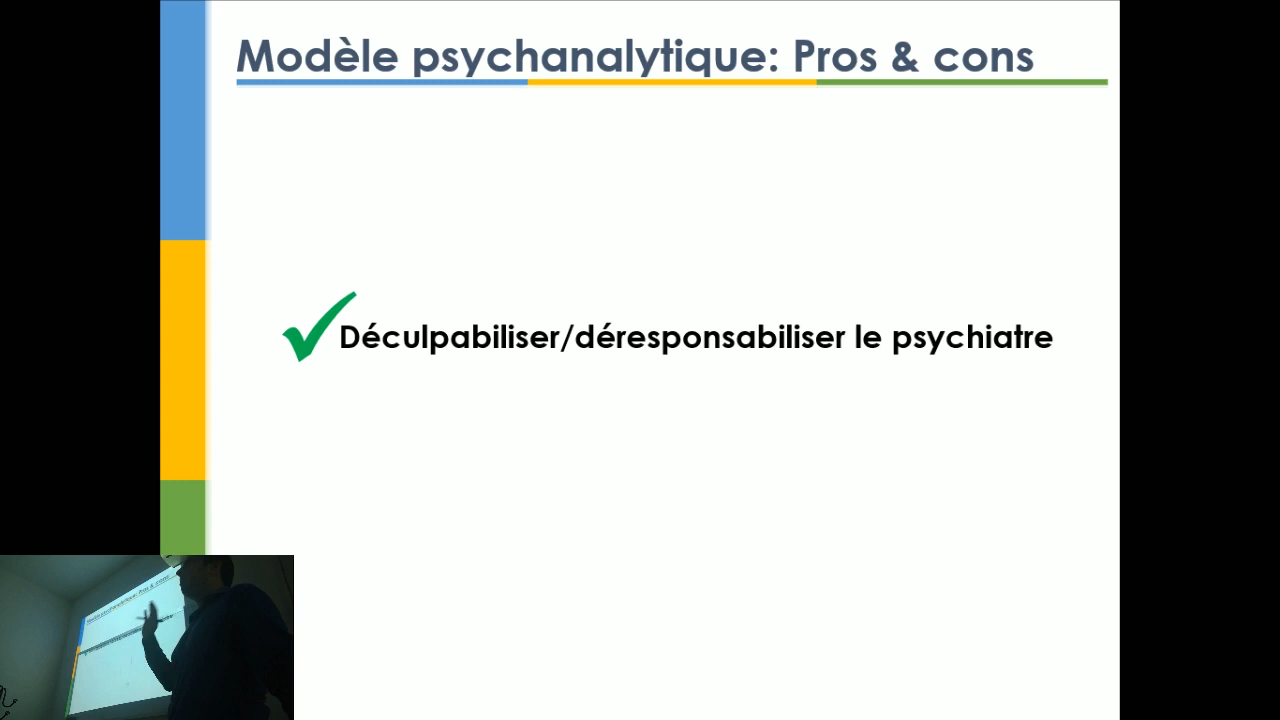 Modèle psychanalytique: Pros & cons
Déculpabiliser/déresponsabiliser le psychiatre